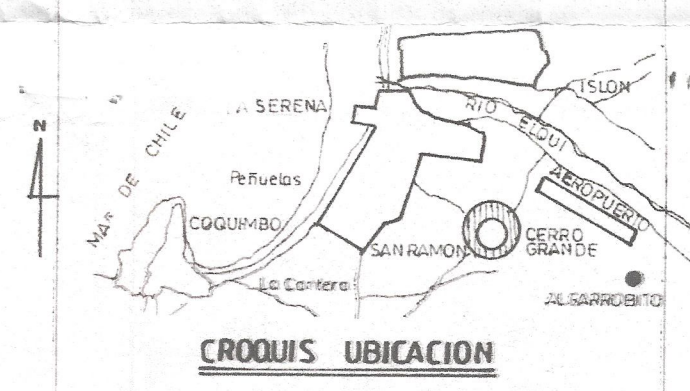 ISLON
LA SERENA
RIO ELQUI
N
MAR DE CHILE
Peñuelas
AEROPUERTO
COQUIMBO
SAN RAMON
CERRO
GRANDE
La Cantera
ALGARROBITO
CROQUIS UBICACION